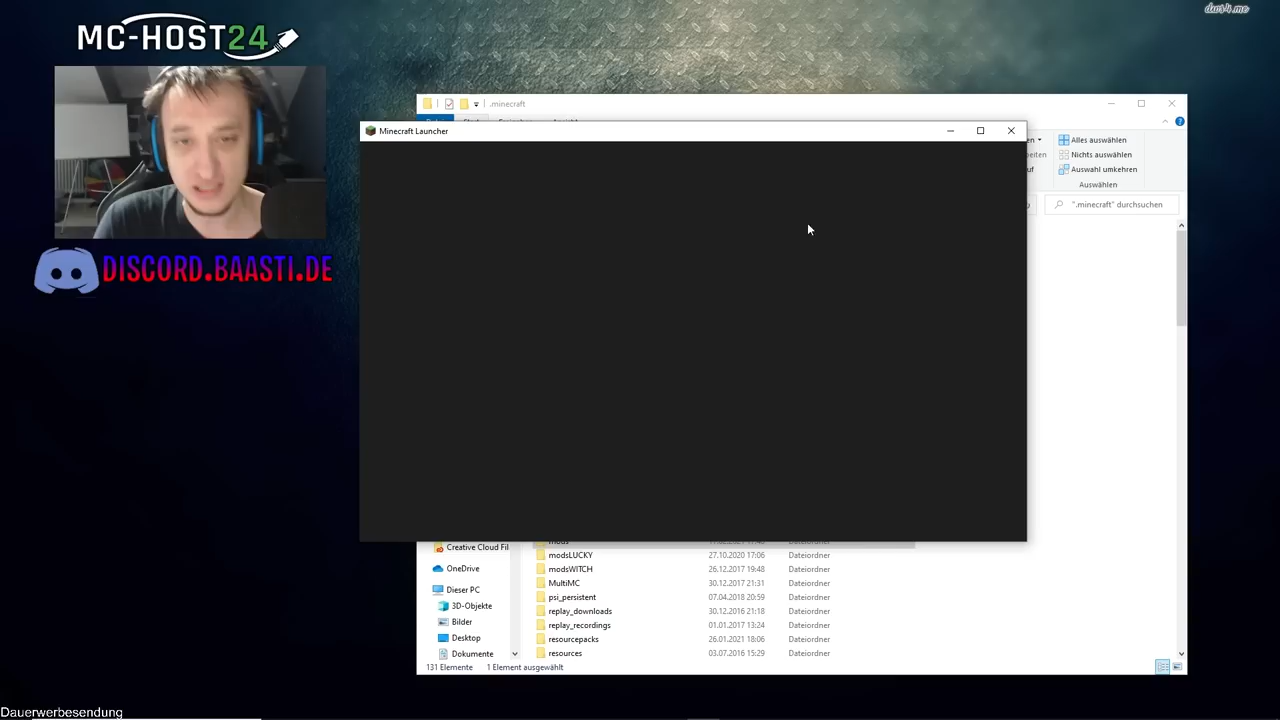 dws4.me
MC-HOST24
DISCORD.BAASTI.DE
.minecraft
Minecraft Launcher
Alles auswählen
Nichts auswählen
Auswahl umkehren
Auswählen
".minecraft" durchsuchen
Creative Cloud Fil
OneDrive
Dieser PC
3D-Objekte
Bilder
Desktop
Dokumente
modsLUCKY 27.10.2020 17:06 Dateiordner
modsWITCH 26.12.2017 19:48 Dateiordner
MultiMC 30.12.2017 21:31 Dateiordner
psi_persistent 07.04.2018 20:59 Dateiordner
replay_downloads 30.12.2016 21:18 Dateiordner
replay_recordings 01.01.2017 13:24 Dateiordner
resourcepacks 26.01.2021 18:06 Dateiordner
resources 03.07.2016 15:29 Dateiordner
131 Elemente 1 Element ausgewählt
Dauerwerbesendung